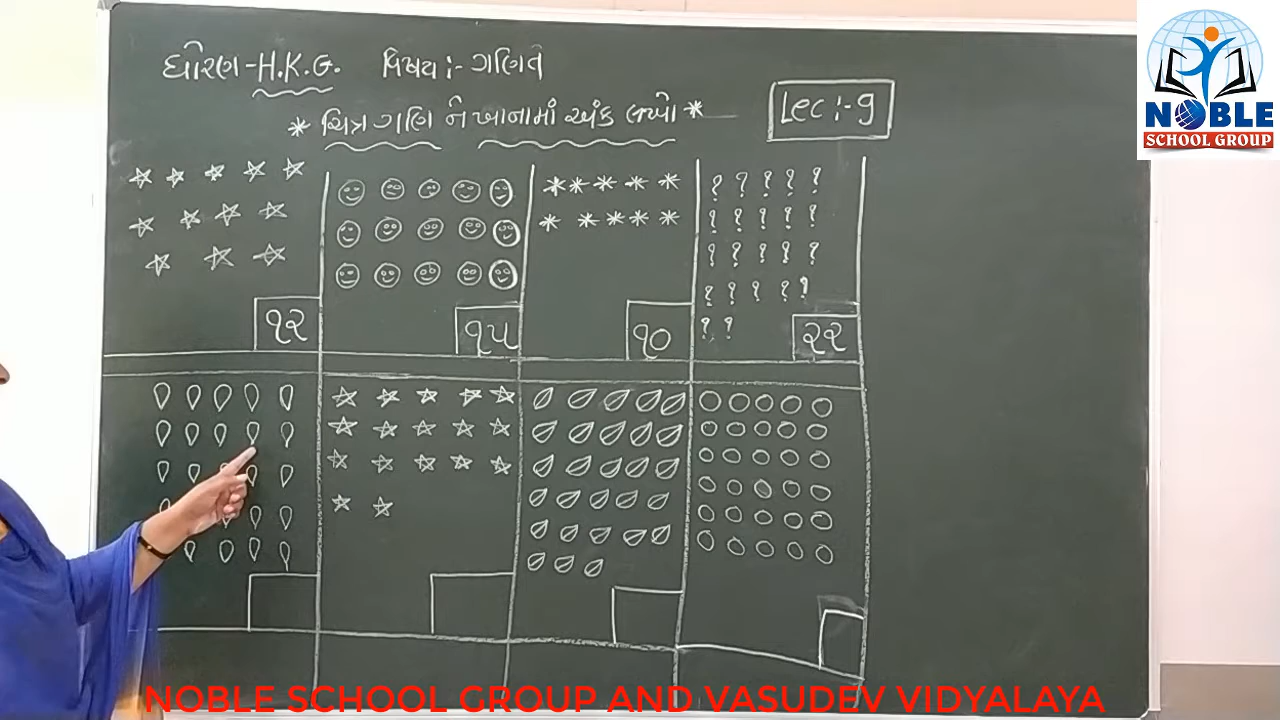 ધોરણ - H.K.G. વિષય :- ગણિત
* ચિત્ર ગણિ ને ખાનામાં અંક લખો *
Lec :- 9
NOBLE
SCHOOL GROUP
૧૨ ૧૫ ૧૦ ૨૨
NOBLE SCHOOL GROUP AND VASUDEV VIDYALAYA